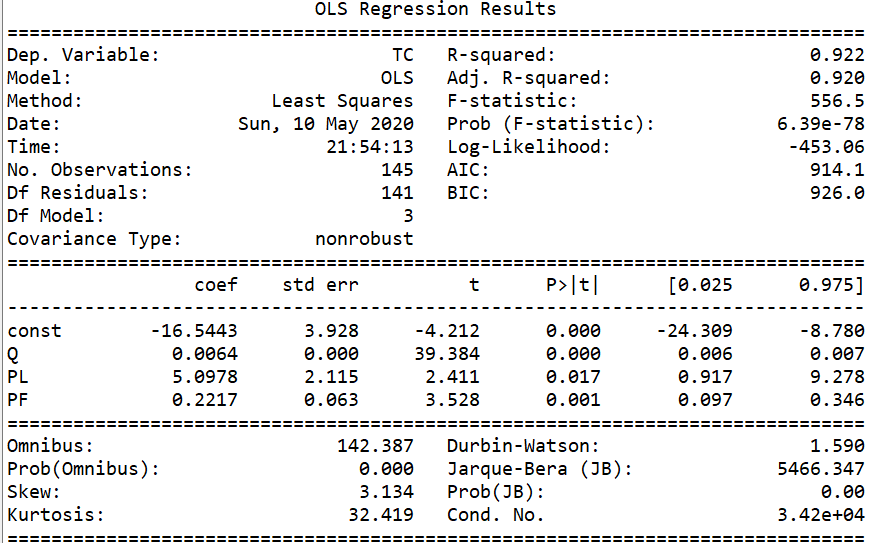 OLS Regression Results
==============================================================================
Dep. Variable: TC R-squared: 0.922
Model: OLS Adj. R-squared: 0.920
Method: Least Squares F-statistic: 556.5
Date: Sun, 10 May 2020 Prob (F-statistic): 6.39e-78
Time: 21:54:13 Log-Likelihood: -453.06
No. Observations: 145 AIC: 914.1
Df Residuals: 141 BIC: 926.0
Df Model: 3
Covariance Type: nonrobust
==============================================================================
coef std err t P>|t| [0.025 0.975]
------------------------------------------------------------------------------
const -16.5443 3.928 -4.212 0.000 -24.309 -8.780
Q 0.0064 0.000 39.384 0.000 0.006 0.007
PL 5.0978 2.115 2.411 0.017 0.917 9.278
PF 0.2217 0.063 3.528 0.001 0.097 0.346
==============================================================================
Omnibus: 142.387 Durbin-Watson: 1.590
Prob(Omnibus): 0.000 Jarque-Bera (JB): 5466.347
Skew: 3.134 Prob(JB): 0.00
Kurtosis: 32.419 Cond. No. 3.42e+04
==============================================================================